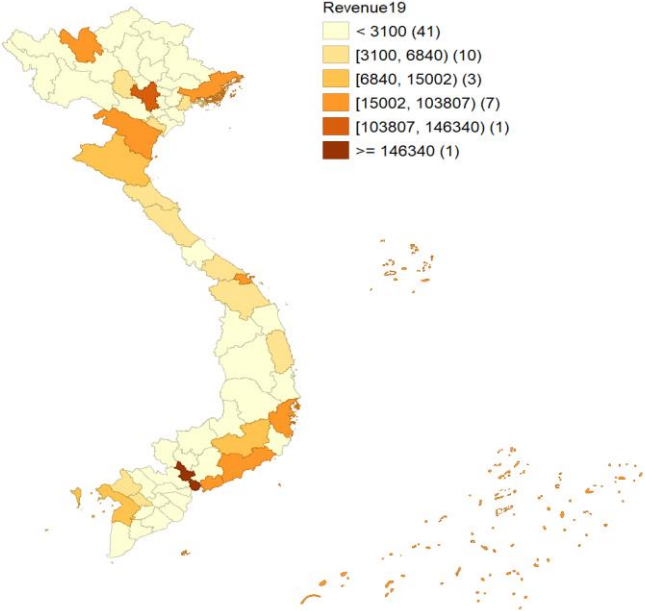 Revenue19
< 3100 (41)
[3100, 6840) (10)
[6840, 15002) (3)
[15002, 103807) (7)
[103807, 146340) (1)
>= 146340 (1)